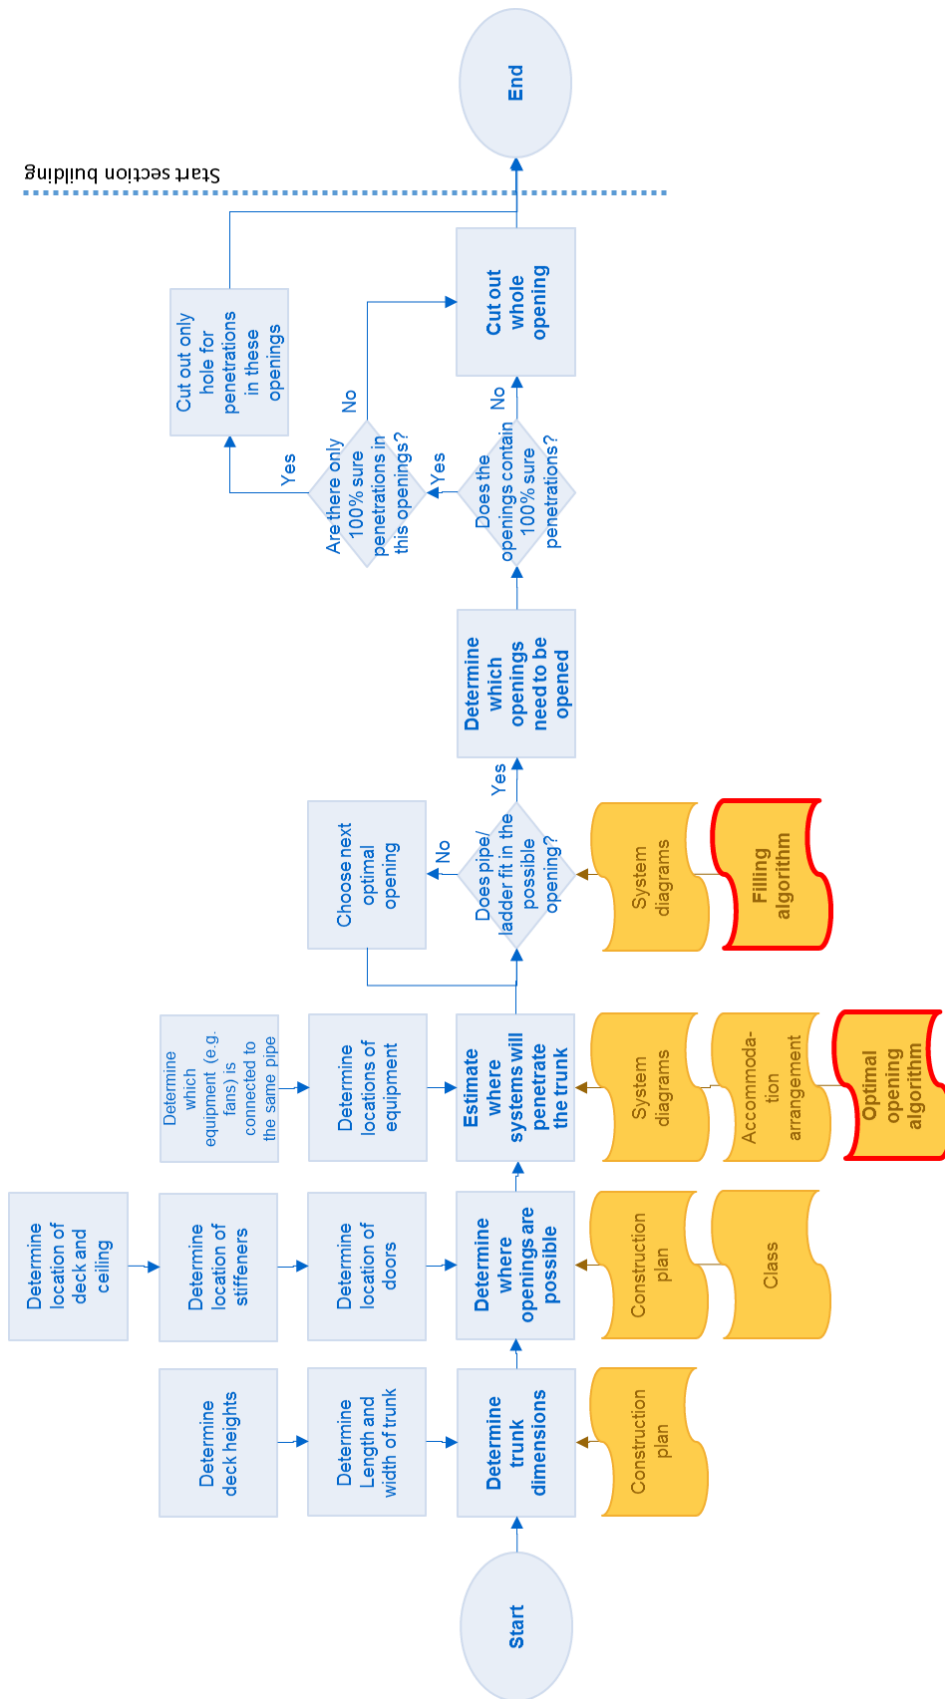 Start
Determine
deck heights
Determine
Length and
width of trunk
Determine
trunk
dimensions
Construction
plan
Determine
location of
deck and
ceiling
Determine
location of
stiffeners
Determine
location of
doors
Determine
where
openings are
possible
Construction
plan
Class
Determine
which
equipment (e.g.
fans) is
connected to
the same pipe
Determine
locations of
equipment
Estimate
where
systems will
penetrate
the trunk
System
diagrams
Accommoda-
tion
arrangement
Optimal
opening
algorithm
Choose next
optimal
opening
No
Does pipe/
ladder fit in the
possible
opening?
Yes
System
diagrams
Filling
algorithm
Determine
which
openings
need to be
opened
Does the
openings contain
100% sure
penetrations?
Yes
No
Are there only
100% sure
penetrations in
this openings?
Yes
No
Cut out only
hole for
penetrations
in these
openings
Cut out
whole
opening
Start section building
End